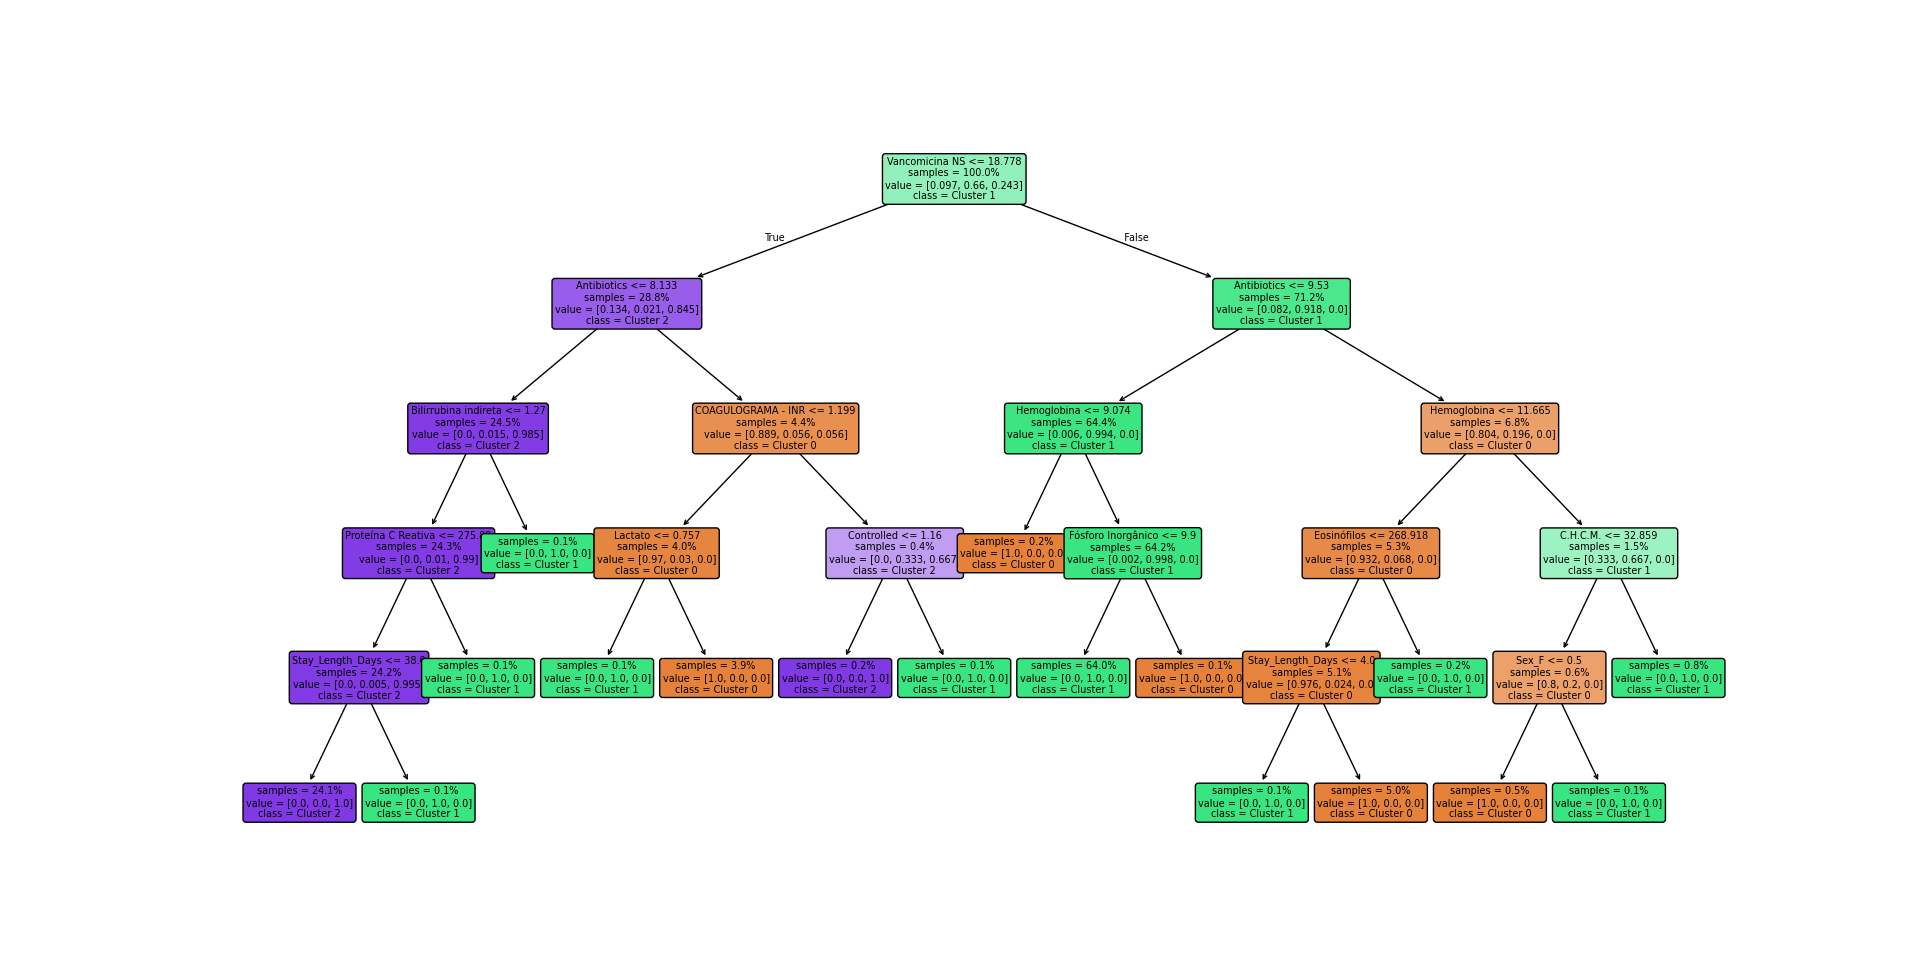 Vancomicina NS <= 18.778
samples = 100.0%
value = [0.097, 0.66, 0.243]
class = Cluster 1
True
False
Antibiotics <= 8.133
samples = 28.8%
value = [0.134, 0.021, 0.845]
class = Cluster 2
Antibiotics <= 9.53
samples = 71.2%
value = [0.082, 0.918, 0.0]
class = Cluster 1
Bilirrubina indireta <= 1.27
samples = 24.5%
value = [0.0, 0.015, 0.985]
class = Cluster 2
COAGULOGRAMA - INR <= 1.199
samples = 4.4%
value = [0.889, 0.056, 0.056]
class = Cluster 0
Hemoglobina <= 9.074
samples = 64.4%
value = [0.006, 0.994, 0.0]
class = Cluster 1
Hemoglobina <= 11.665
samples = 6.8%
value = [0.804, 0.196, 0.0]
class = Cluster 0
Proteína C Reativa <= 275.
samples = 24.3%
value = [0.0, 0.01, 0.99]
class = Cluster 2
samples = 0.1%
value = [0.0, 1.0, 0.0]
class = Cluster 1
Lactato <= 0.757
samples = 4.0%
value = [0.97, 0.03, 0.0]
class = Cluster 0
Controlled <= 1.16
samples = 0.4%
value = [0.0, 0.333, 0.667
class = Cluster 2
samples = 0.2%
value = [1.0, 0.0, 0.0
class = Cluster 0
Fósforo Inorgânico <= 9.9
samples = 64.2%
value = [0.002, 0.998, 0.0]
class = Cluster 1
Eosinófilos <= 268.918
samples = 5.3%
value = [0.932, 0.068, 0.0]
class = Cluster 0
C.H.C.M. <= 32.859
samples = 1.5%
value = [0.333, 0.667, 0.0]
class = Cluster 1
Stay_Length_Days <= 38.
samples = 24.2%
value = [0.0, 0.005, 0.995
class = Cluster 2
samples = 0.1%
value = [0.0, 1.0, 0.0]
class = Cluster 1
samples = 0.1%
value = [0.0, 1.0, 0.0]
class = Cluster 1
samples = 3.9%
value = [1.0, 0.0, 0.0]
class = Cluster 0
samples = 0.2%
value = [0.0, 0.0, 1.0]
class = Cluster 2
samples = 0.1%
value = [0.0, 1.0, 0.0]
class = Cluster 1
samples = 64.0%
value = [0.0, 1.0, 0.0]
class = Cluster 1
samples = 0.1%
value = [1.0, 0.0, 0.0
class = Cluster 0
Stay_Length_Days <= 4.0
samples = 5.1%
value = [0.976, 0.024, 0.0
class = Cluster 0
samples = 0.2%
value = [0.0, 1.0, 0.0]
class = Cluster 1
Sex_F <= 0.5
samples = 0.6%
value = [0.8, 0.2, 0.0]
class = Cluster 0
samples = 0.8%
value = [0.0, 1.0, 0.0]
class = Cluster 1
samples = 24.1%
value = [0.0, 0.0, 1.0]
class = Cluster 2
samples = 0.1%
value = [0.0, 1.0, 0.0]
class = Cluster 1
samples = 0.1%
value = [0.0, 1.0, 0.0]
class = Cluster 1
samples = 5.0%
value = [1.0, 0.0, 0.0]
class = Cluster 0
samples = 0.5%
value = [1.0, 0.0, 0.0]
class = Cluster 0
samples = 0.1%
value = [0.0, 1.0, 0.0]
class = Cluster 1